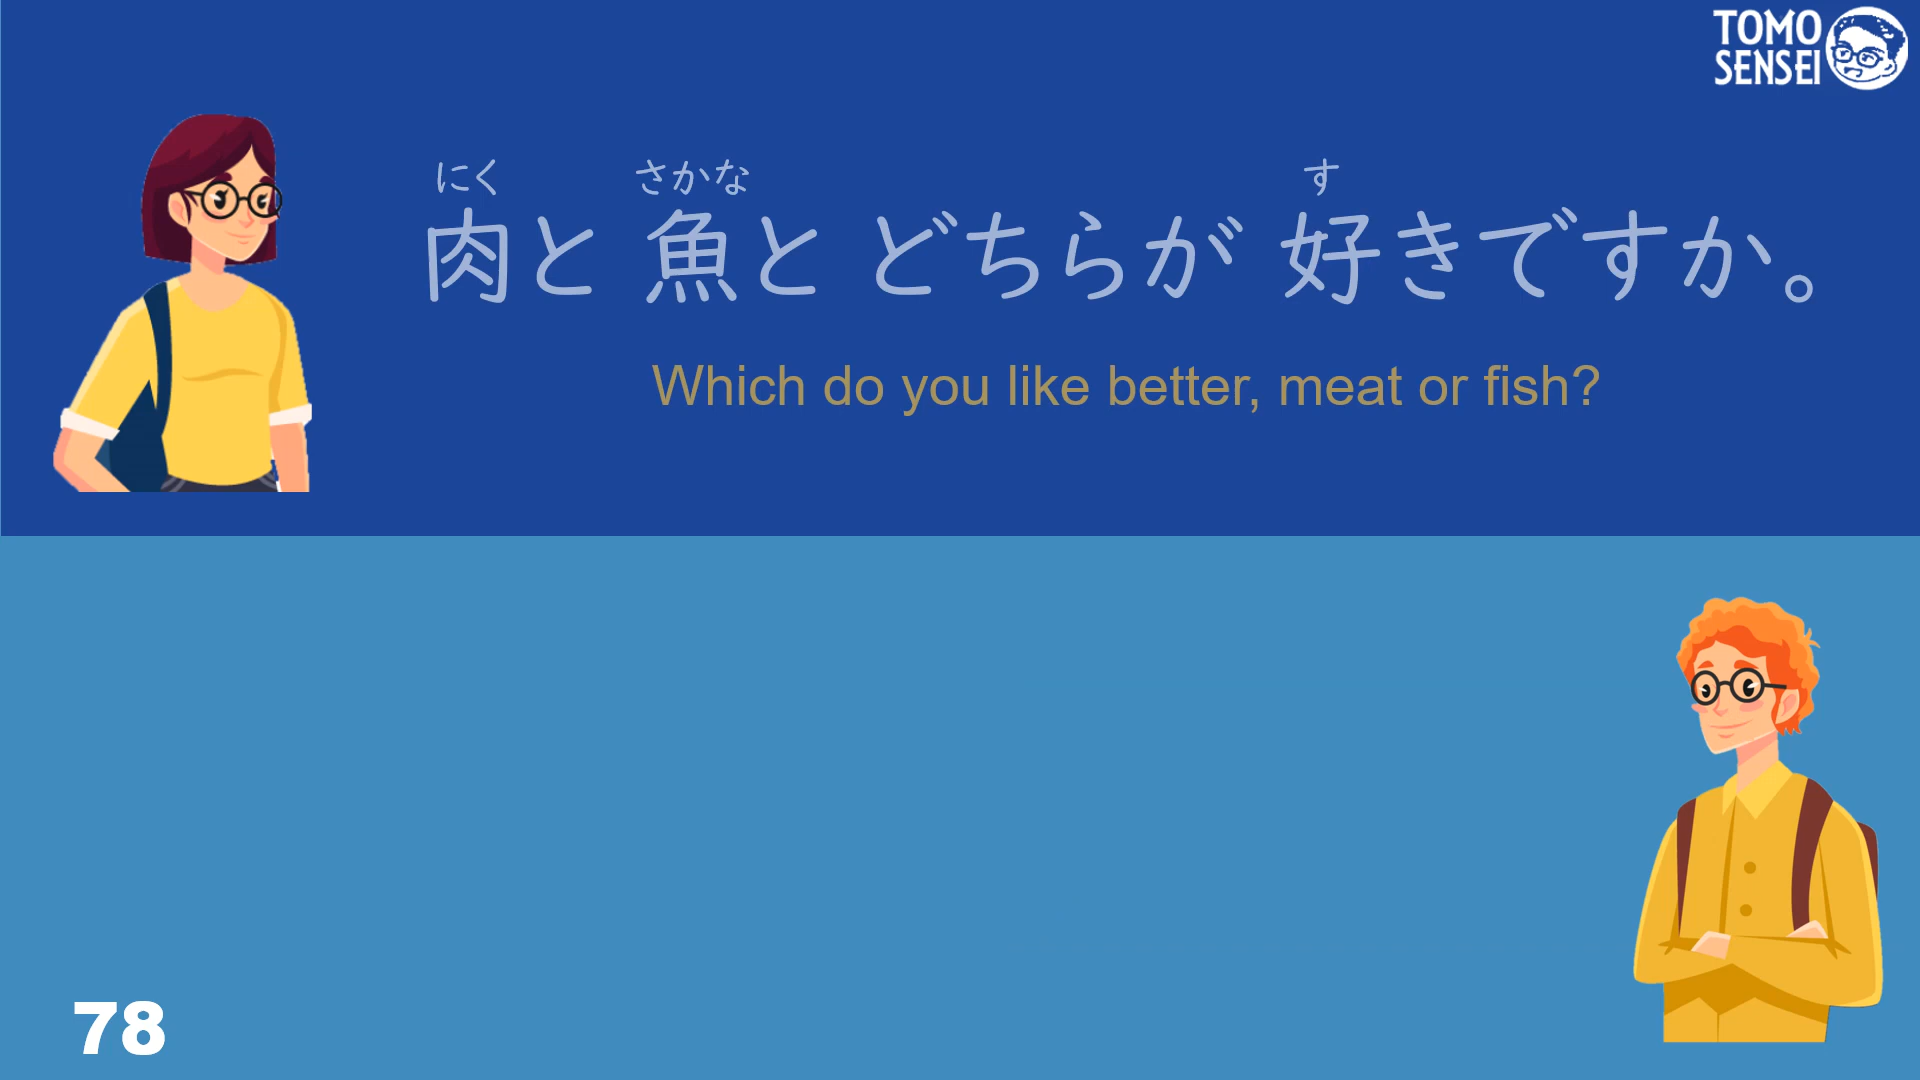 TOMO
SENSEI
にく さかな す
肉と 魚と どちらが 好きですか。
Which do you like better, meat or fish?
78